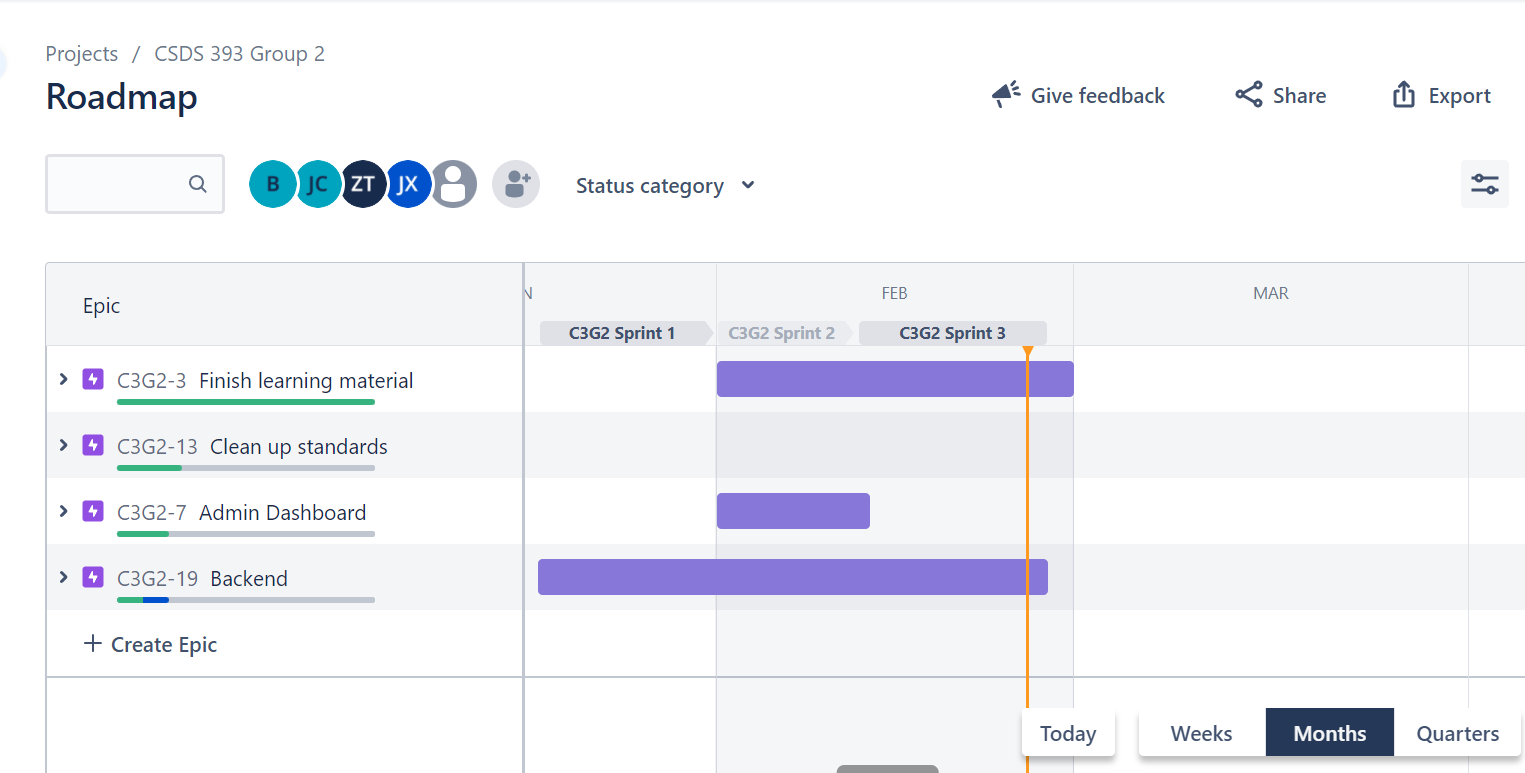 Projects / CSDS 393 Group 2
Roadmap
Give feedback Share Export
B JC ZT JX Status category
Epic
N FEB MAR
C3G2 Sprint 1 C3G2 Sprint 2 C3G2 Sprint 3
C3G2-3 Finish learning material
C3G2-13 Clean up standards
C3G2-7 Admin Dashboard
C3G2-19 Backend
+ Create Epic
Today Weeks Months Quarters